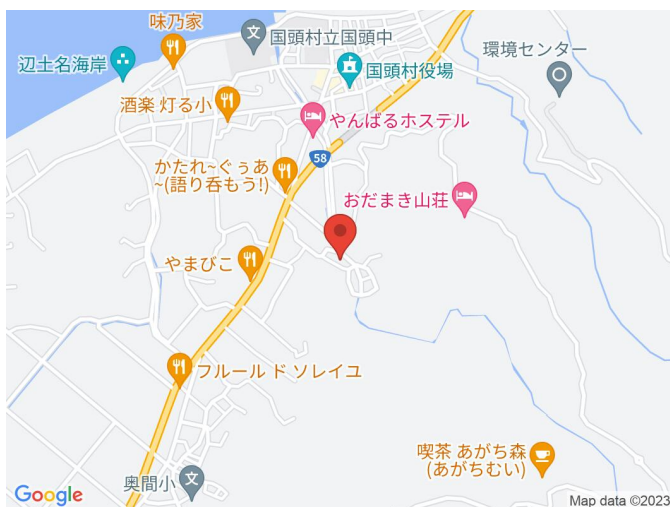 味乃家
国頭村立国頭中
環境センター
辺土名海岸
国頭村役場
酒楽 灯る小
やんばるホステル
58
かたれ~ぐぅあ
~(語り呑もう!)
おだまき山荘
やまびこ
フルール ド ソレイユ
喫茶 あがち森
(あがちむい)
奥間小
Google
Map data ©2023
文
文